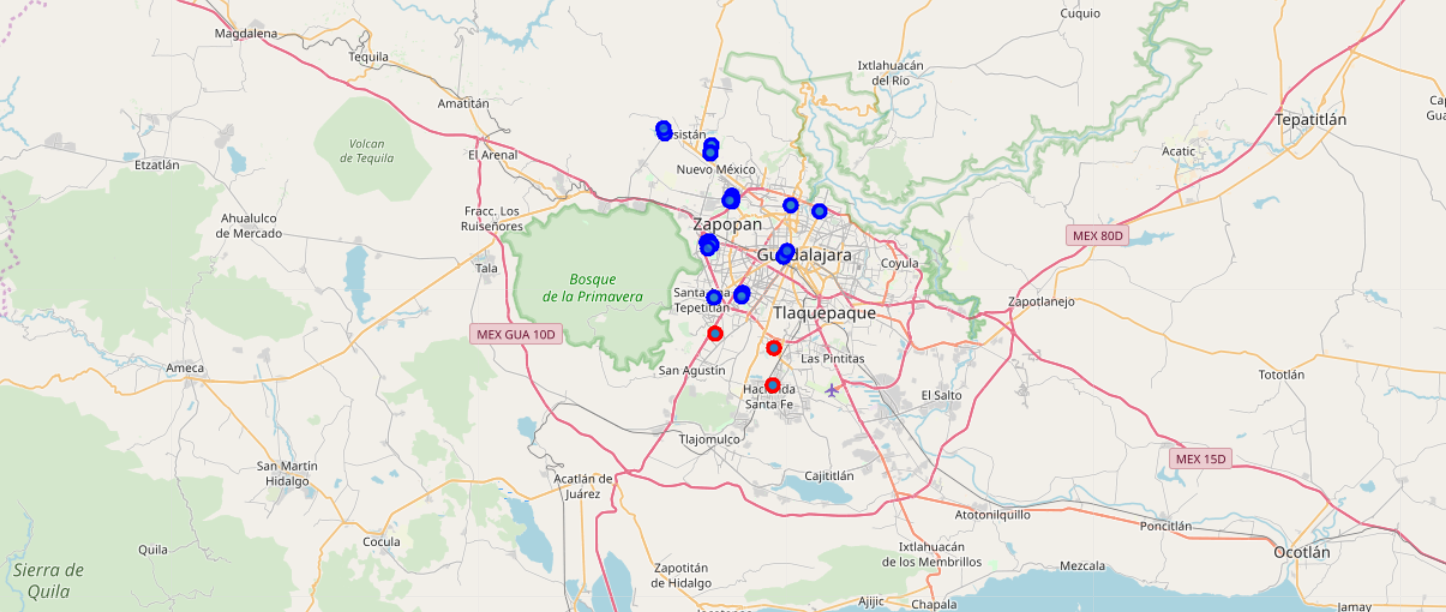 Cuquio
Magdalena
Tequila
Ixtlahuacán
del Río
Amatitán
Tepatitlán
Volcan
de Tequila
Nuevo México
El Arenal
Acatic
Etzatlán
Fracc. Los
Ruiseñores
Ahualulco
de Mercado
Zapopan
MEX 80D
Guadalajara
Coyula
Tala
Bosque
de la Primavera
Tepetitlán
Zapotlanejo
Tlaquepaque
MEX GUA 10D
Las Pintitas
Ameca
San Agustin
Tototlán
Santa Fe
El Salto
Tlajomulco
MEX 15D
San Martín
Hidalgo
Acatlán de
Juárez
Cajititlán
Atotonilquillo
Poncitlán
Cocula
Quila
Ixtlahuacán
de los Membrillos
Ocotlán
Mezcala
Sierra de
Quila
Zapotitán
de Hidalgo
Ajijic
Chapala
Jamay